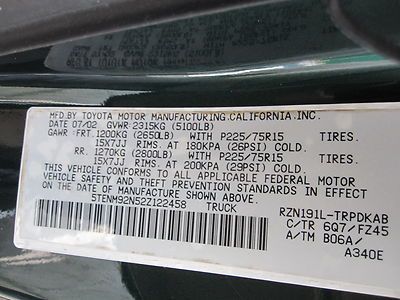 MFD BY TOYOTA MOTOR MANUFACTURING.CALIFORNIA.INC.
DATE 07/02 GVWR 2315KG (5100LB)
GAWR FRT.1200KG (2650LB) WITH P225/75R15 TIRES.
15X7JJ RIMS AT 180KPA (26PSI) COLD.
RR. 1270KG (2800LB) WITH P225/75R15 TIRES.
15X7JJ RIMS AT 200KPA (29PSI) COLD.
THIS VEHICLE CONFORMS TO ALL APPLICABLE FEDERAL MOTOR
VEHICLE SAFETY STANDARDS IN EFFECT ON THE DATE OF
MANUFACTURE SHOWN ABOVE.
5TENM92N52Z122458 TRUCK
RZN191L-TRPDKAB
C/TR 6Q7/FZ45
A/TM B06A/
A340E